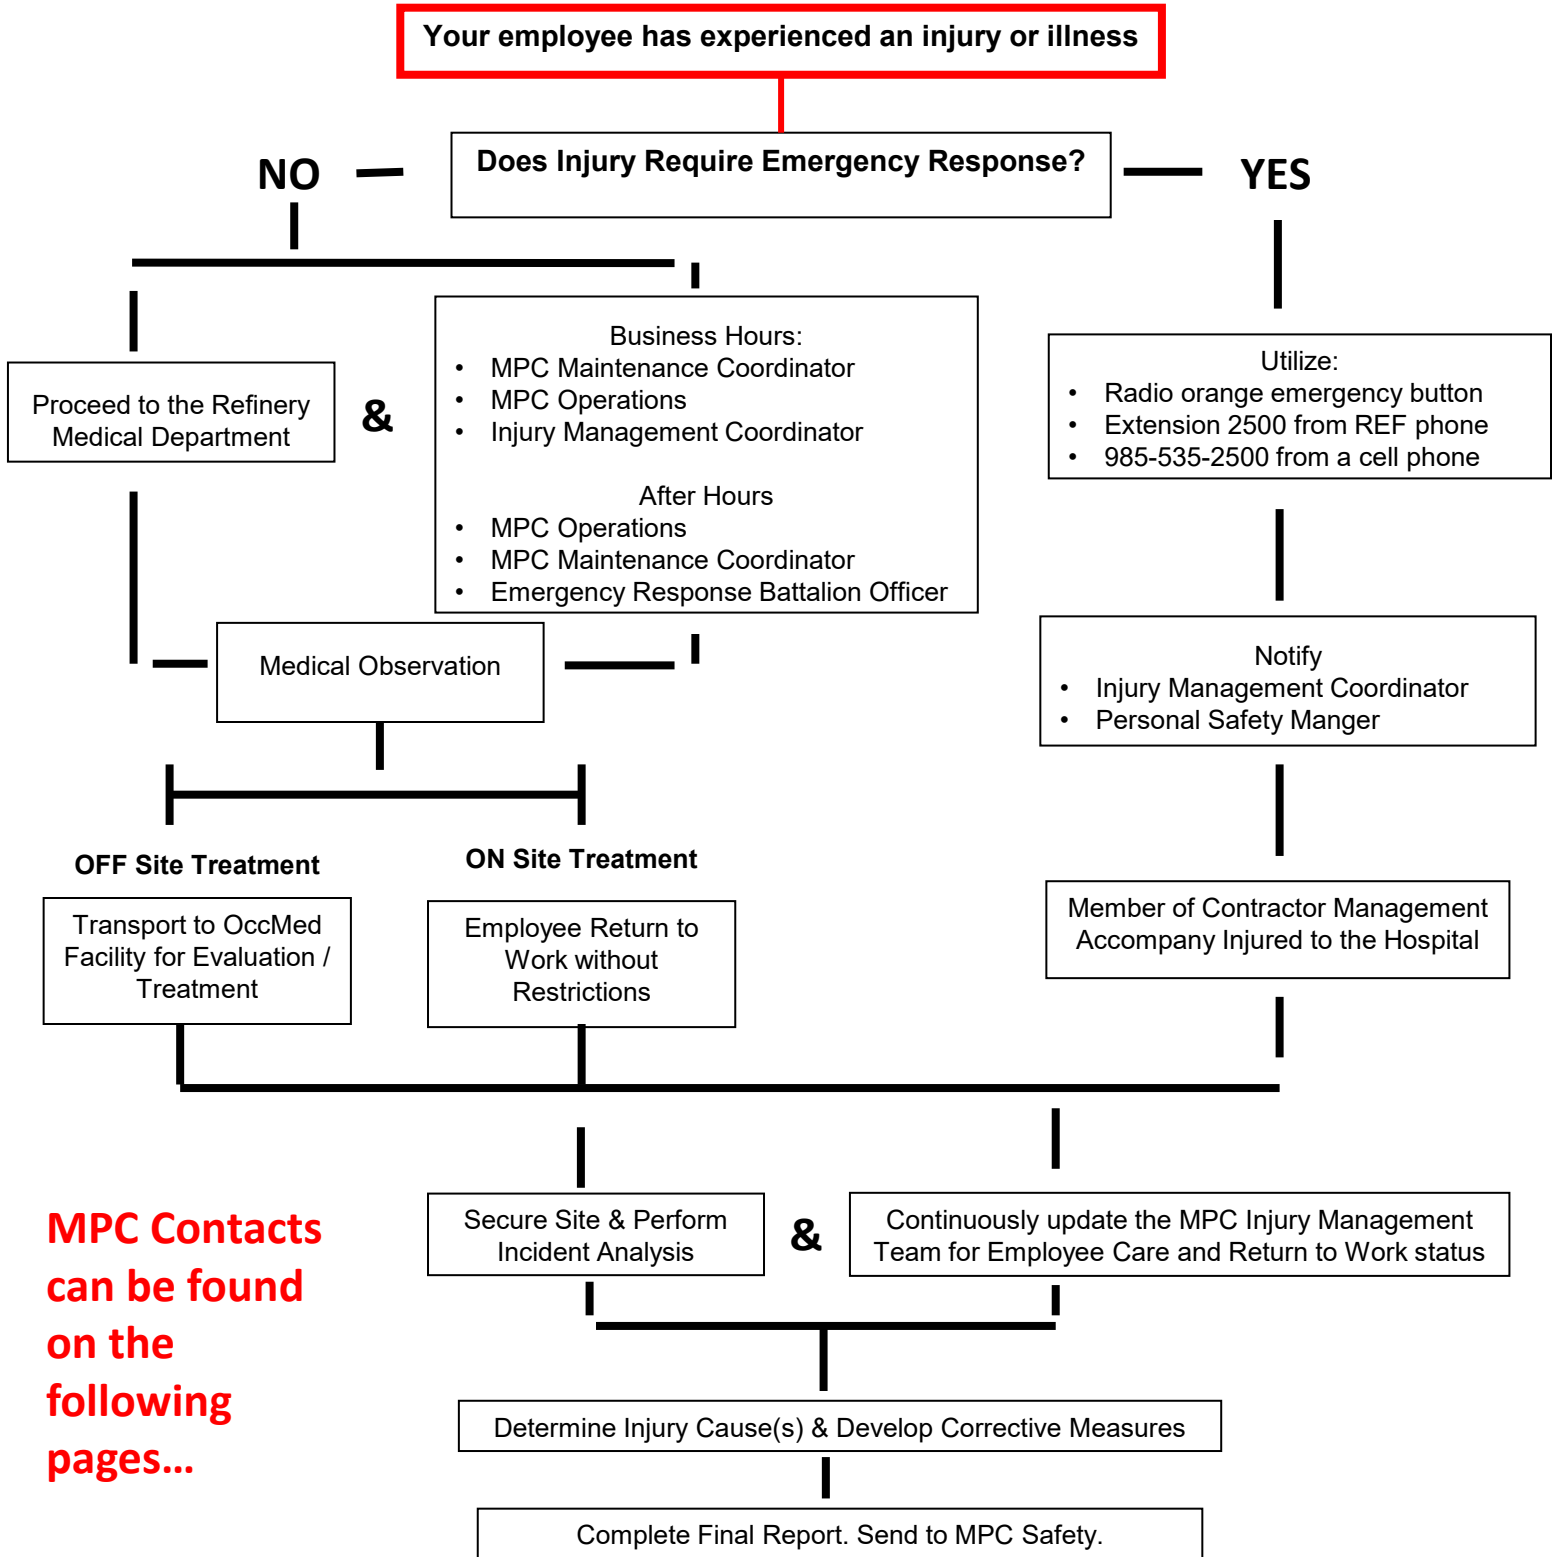 Your employee has experienced an injury or illness
Does Injury Require Emergency Response?
NO
YES
Proceed to the Refinery
Medical Department
&
Business Hours:
• MPC Maintenance Coordinator
• MPC Operations
• Injury Management Coordinator
After Hours
• MPC Operations
• MPC Maintenance Coordinator
• Emergency Response Battalion Officer
Utilize:
• Radio orange emergency button
• Extension 2500 from REF phone
• 985-535-2500 from a cell phone
Medical Observation
Notify
• Injury Management Coordinator
• Personal Safety Manger
OFF Site Treatment
Transport to OccMed
Facility for Evaluation /
Treatment
ON Site Treatment
Employee Return to
Work without
Restrictions
Member of Contractor Management
Accompany Injured to the Hospital
Secure Site & Perform
Incident Analysis
&
Continuously update the MPC Injury Management
Team for Employee Care and Return to Work status
MPC Contacts
can be found
on the
following
pages…
Determine Injury Cause(s) & Develop Corrective Measures
Complete Final Report. Send to MPC Safety.